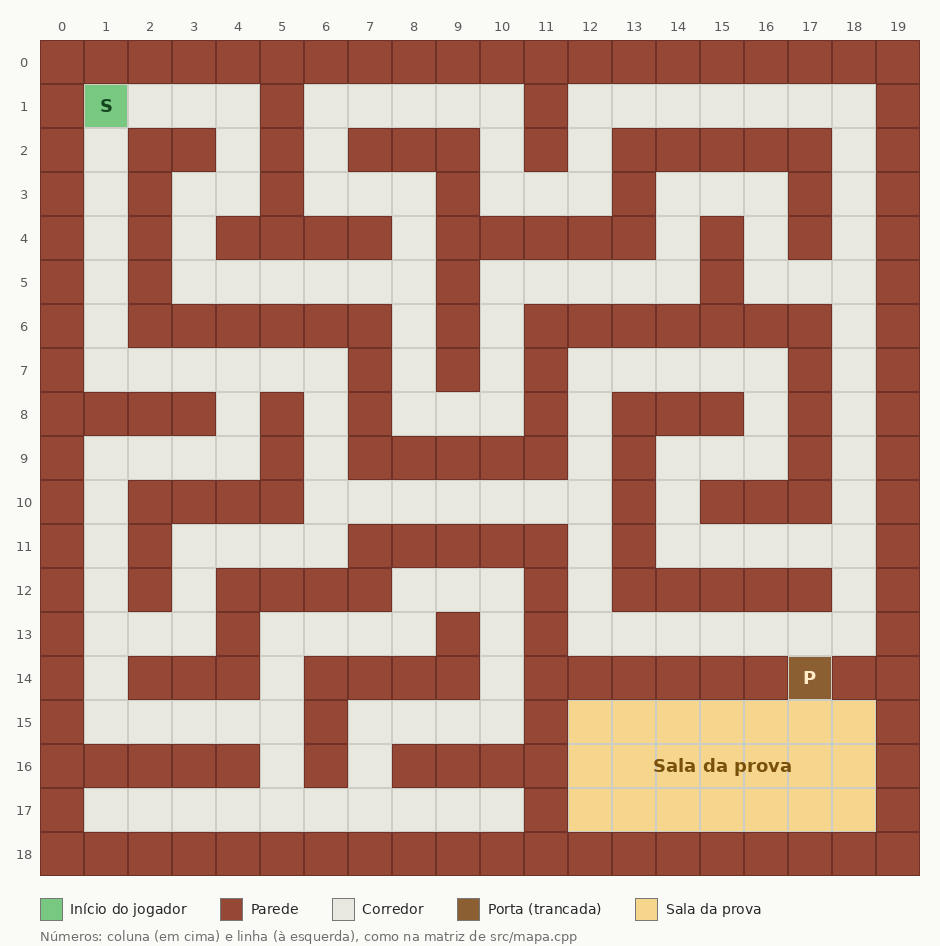 0 1 2 3 4 5 6 7 8 9 10 11 12 13 14 15 16 17 18 19
0
1 S
2
3
4
5
6
7
8
9
10
11
12
13
14 P
15
16 Sala da prova
17
18
Início do jogador Parede Corredor Porta (trancada) Sala da prova
Números: coluna (em cima) e linha (à esquerda), como na matriz de src/mapa.cpp